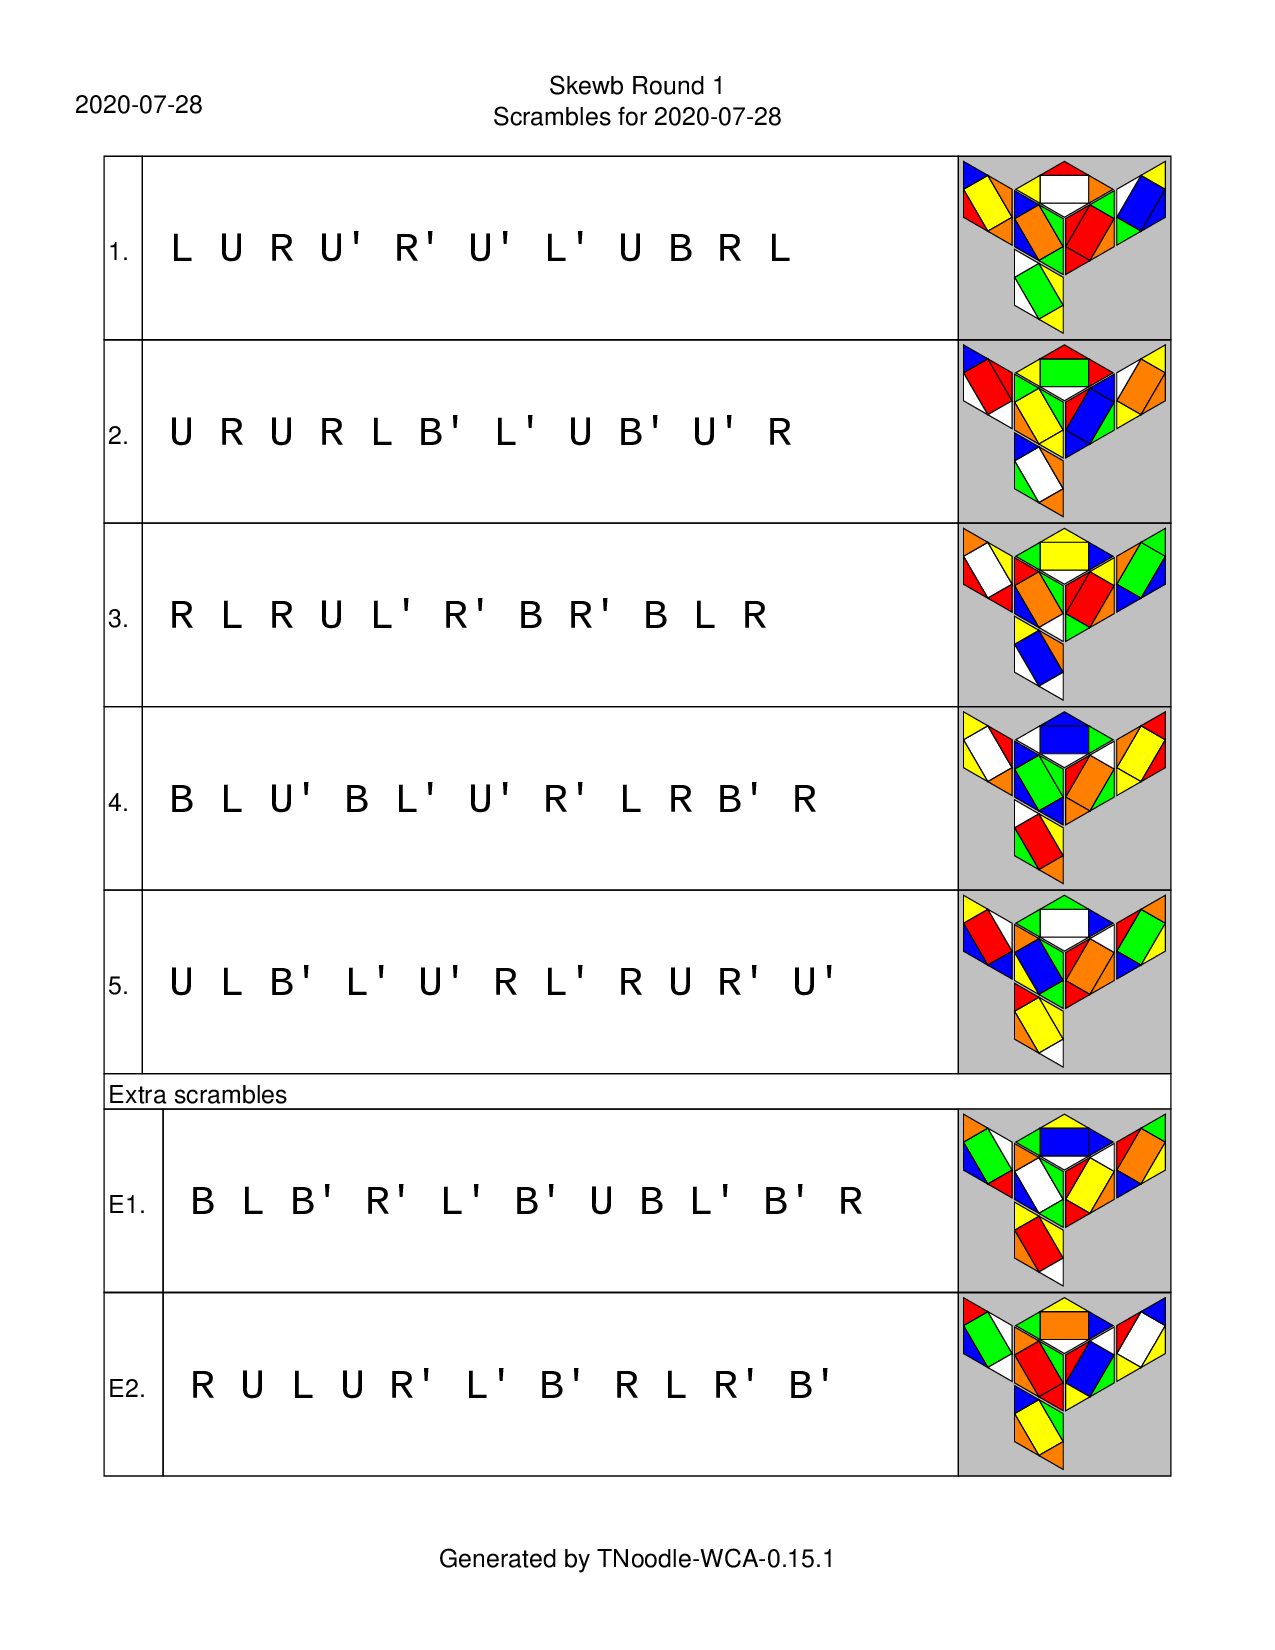 2020-07-28
Skewb Round 1
Scrambles for 2020-07-28
1. L U R U' R' U' L' U B R L
2. U R U R L B' L' U B' U' R
3. R L R U L' R' B R' B L R
4. B L U' B L' U' R' L R B' R
5. U L B' L' U' R L' R U R' U'
Extra scrambles
E1. B L B' R' L' B' U B L' B' R
E2. R U L U R' L' B' R L R' B'
Generated by TNoodle-WCA-0.15.1